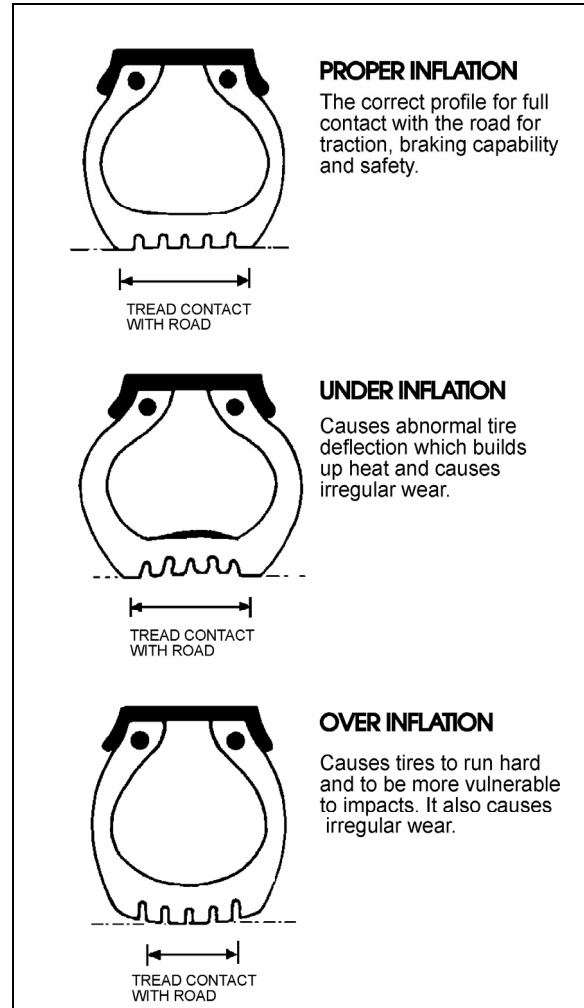 PROPER INFLATION
The correct profile for full
contact with the road for
traction, braking capability
and safety.
TREAD CONTACT
WITH ROAD
UNDER INFLATION
Causes abnormal tire
deflection which builds
up heat and causes
irregular wear.
TREAD CONTACT
WITH ROAD
OVER INFLATION
Causes tires to run hard
and to be more vulnerable
to impacts. It also causes
irregular wear.
TREAD CONTACT
WITH ROAD